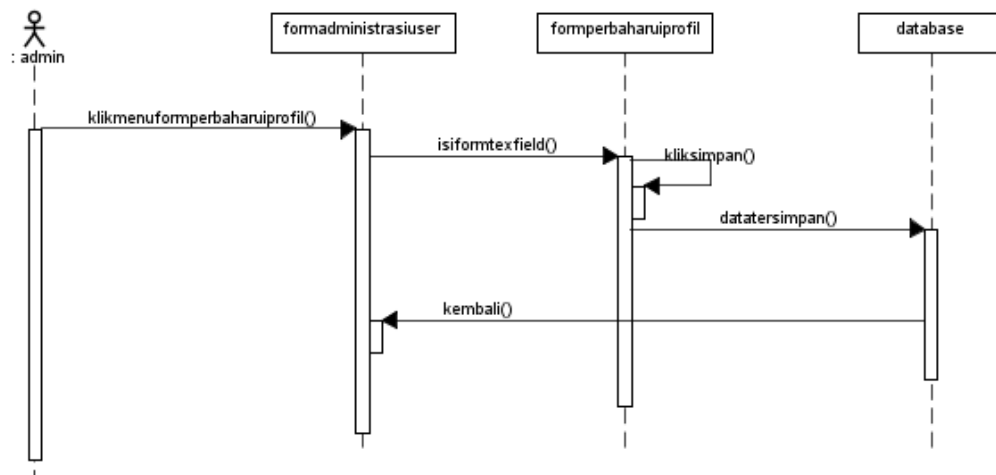 formadministrasiuser
formperbaharuiprofil
database
: admin
klikmenuformperbaharuiprofil()
isiformtexfield()
kliksimpan()
datatersimpan()
kembali()